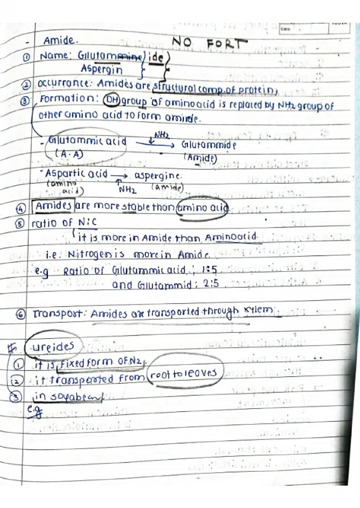 - Amide. NO FORT
① Name: Glutammine } ide }
Aspergin } }
② occurrance: Amides are structural comp. of protein,
③ Formation: OH group of aminoacid is replaced by NH2 group of
other amino acid to form amide.
- Glutammic acid → NH2 Glutammide
(A.A) (Amide)
- Aspartic acid → aspergine.
(amino acid) NH2 (amide)
④ Amides are more stable than amino acid
⑤ ratio of N:C
it is more in Amide than Aminoacid
i.e: Nitrogen is more in Amide
e.g Ratio of Glutammic acid : 1:5
and Glutammid : 2:5
⑥ Transport: Amides are transported through xylem.
# ureides
① it is fixed form of N2,
② it transported from root to leaves
③ in soyabean,
e.g